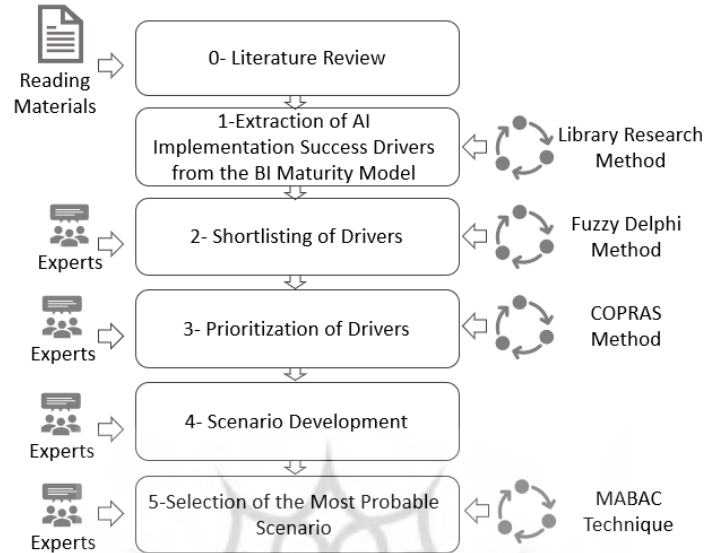 0- Literature Review
Reading
Materials
1-Extraction of AI
Implementation Success Drivers
from the BI Maturity Model
Library Research
Method
2- Shortlisting of Drivers
Experts
Fuzzy Delphi
Method
3- Prioritization of Drivers
Experts
COPRAS
Method
4- Scenario Development
Experts
5-Selection of the Most Probable
Scenario
Experts
MABAC
Technique